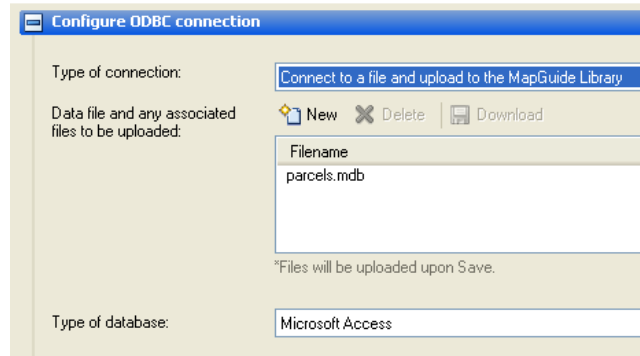 Configure ODBC connection
Type of connection:
Connect to a file and upload to the MapGuide Library
Data file and any associated
files to be uploaded:
New Delete Download
Filename
parcels.mdb
*Files will be uploaded upon Save.
Type of database:
Microsoft Access